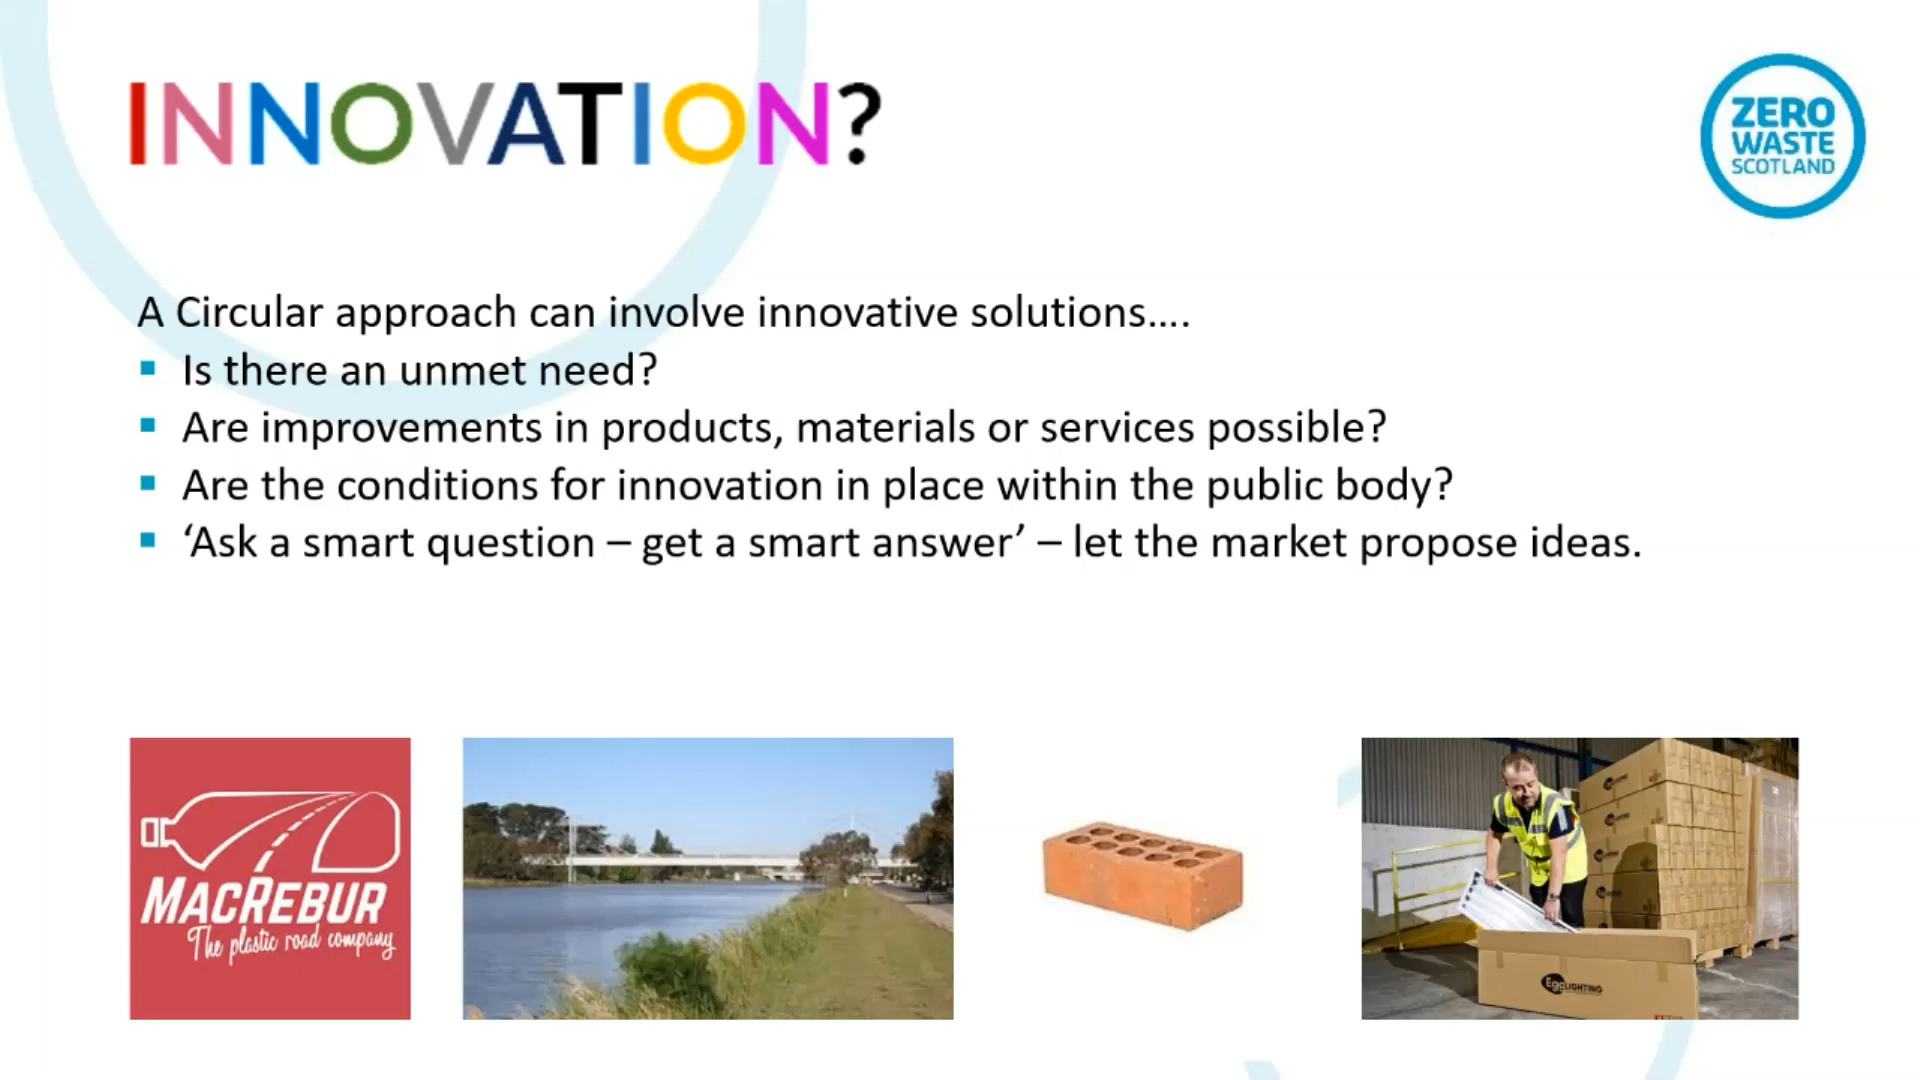 INNOVATION?
ZERO
WASTE
SCOTLAND
A Circular approach can involve innovative solutions....
Is there an unmet need?
Are improvements in products, materials or services possible?
Are the conditions for innovation in place within the public body?
‘Ask a smart question – get a smart answer’ – let the market propose ideas.
MACREBUR
The plastic road company
EGGLIGHTING